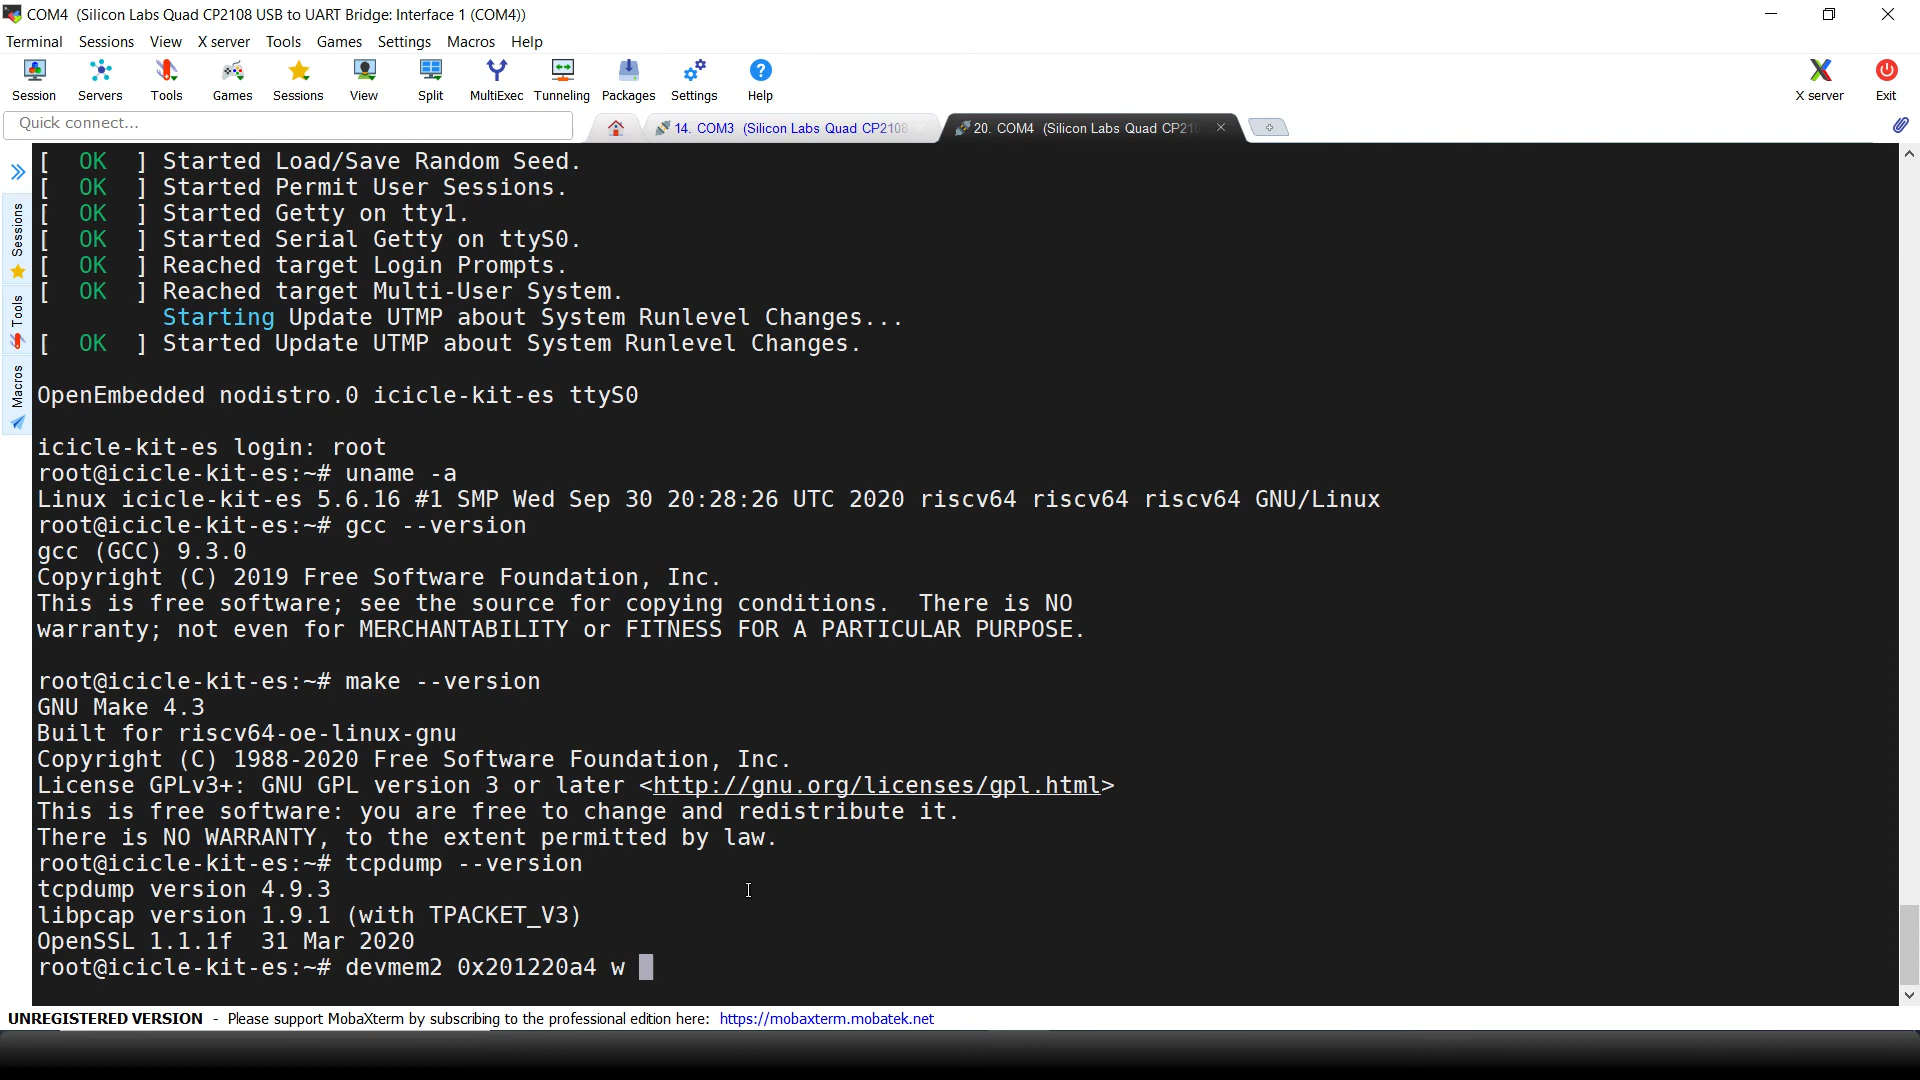 COM4 (Silicon Labs Quad CP2108 USB to UART Bridge: Interface 1 (COM4))
Terminal Sessions View X server Tools Games Settings Macros Help
Session Servers Tools Games Sessions View Split MultiExec Tunneling Packages Settings Help X server Exit
Quick connect...
14. COM3 (Silicon Labs Quad CP2108
20. COM4 (Silicon Labs Quad CP21
Sessions
Tools
Macros
[ OK ] Started Load/Save Random Seed.
[ OK ] Started Permit User Sessions.
[ OK ] Started Getty on tty1.
[ OK ] Started Serial Getty on ttyS0.
[ OK ] Reached target Login Prompts.
[ OK ] Reached target Multi-User System.
Starting Update UTMP about System Runlevel Changes...
[ OK ] Started Update UTMP about System Runlevel Changes.
OpenEmbedded nodistro.0 icicle-kit-es ttyS0
icicle-kit-es login: root
root@icicle-kit-es:~# uname -a
Linux icicle-kit-es 5.6.16 #1 SMP Wed Sep 30 20:28:26 UTC 2020 riscv64 riscv64 riscv64 GNU/Linux
root@icicle-kit-es:~# gcc --version
gcc (GCC) 9.3.0
Copyright (C) 2019 Free Software Foundation, Inc.
This is free software; see the source for copying conditions. There is NO
warranty; not even for MERCHANTABILITY or FITNESS FOR A PARTICULAR PURPOSE.
root@icicle-kit-es:~# make --version
GNU Make 4.3
Built for riscv64-oe-linux-gnu
Copyright (C) 1988-2020 Free Software Foundation, Inc.
License GPLv3+: GNU GPL version 3 or later <http://gnu.org/licenses/gpl.html>
This is free software: you are free to change and redistribute it.
There is NO WARRANTY, to the extent permitted by law.
root@icicle-kit-es:~# tcpdump --version
tcpdump version 4.9.3
libpcap version 1.9.1 (with TPACKET_V3)
OpenSSL 1.1.1f 31 Mar 2020
root@icicle-kit-es:~# devmem2 0x201220a4 w
UNREGISTERED VERSION - Please support MobaXterm by subscribing to the professional edition here: https://mobaxterm.mobatek.net